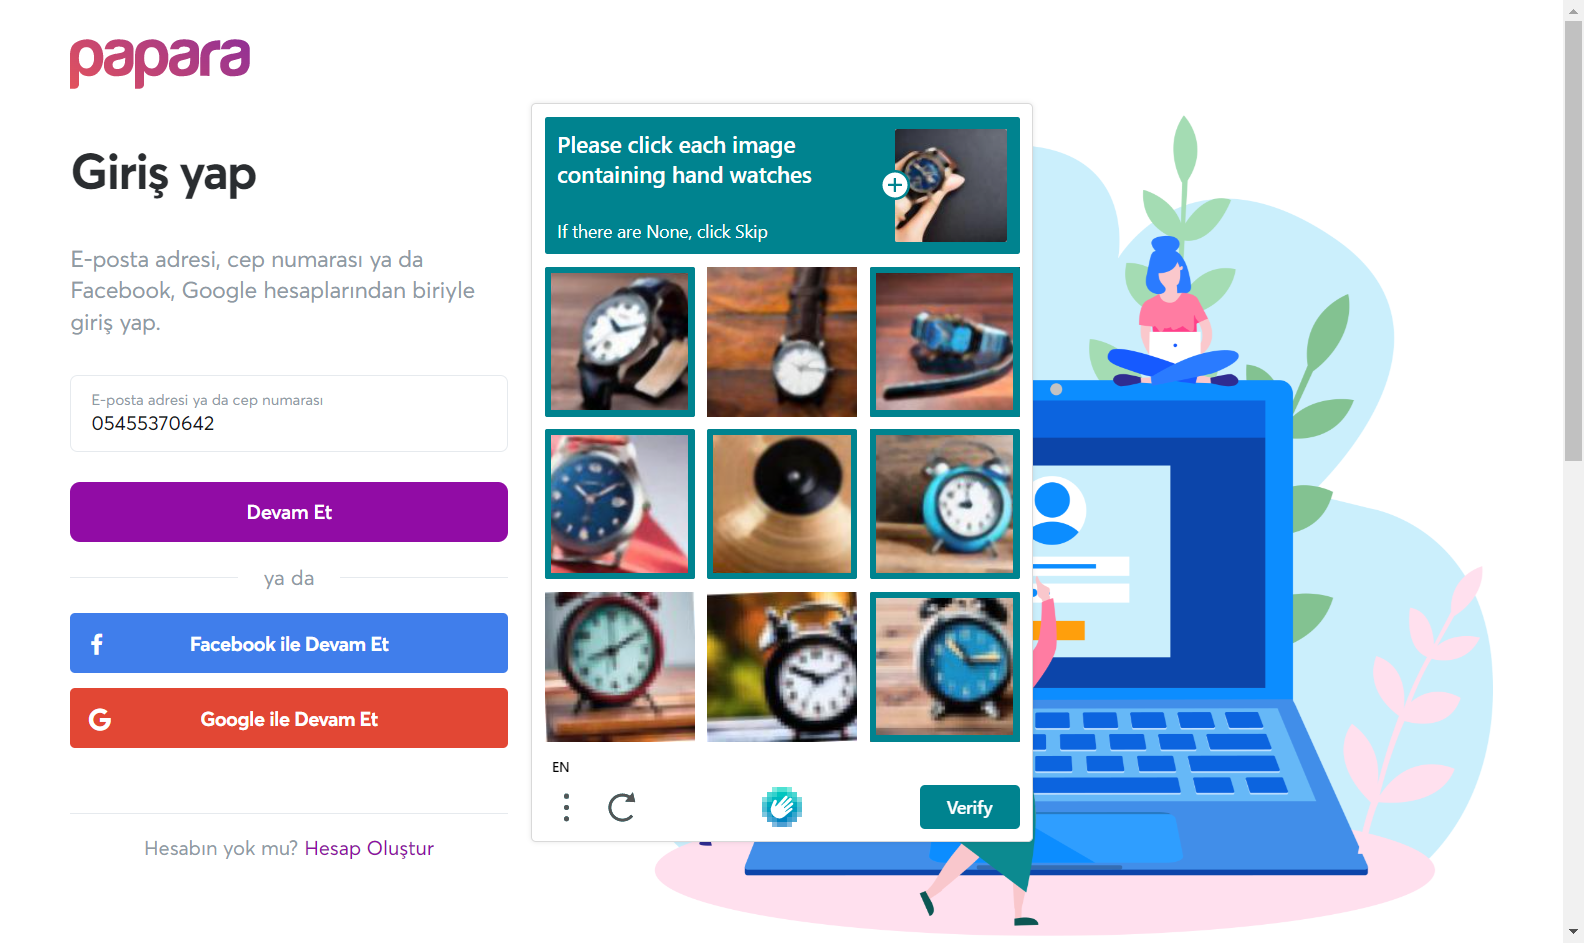 papara
Giriş yap
E-posta adresi, cep numarası ya da
Facebook, Google hesaplarından biriyle
giriş yap.
E-posta adresi ya da cep numarası
05455370642
Devam Et
ya da
Facebook ile Devam Et
Google ile Devam Et
Hesabın yok mu? Hesap Oluştur
Please click each image
containing hand watches
If there are None, click Skip
EN
Verify